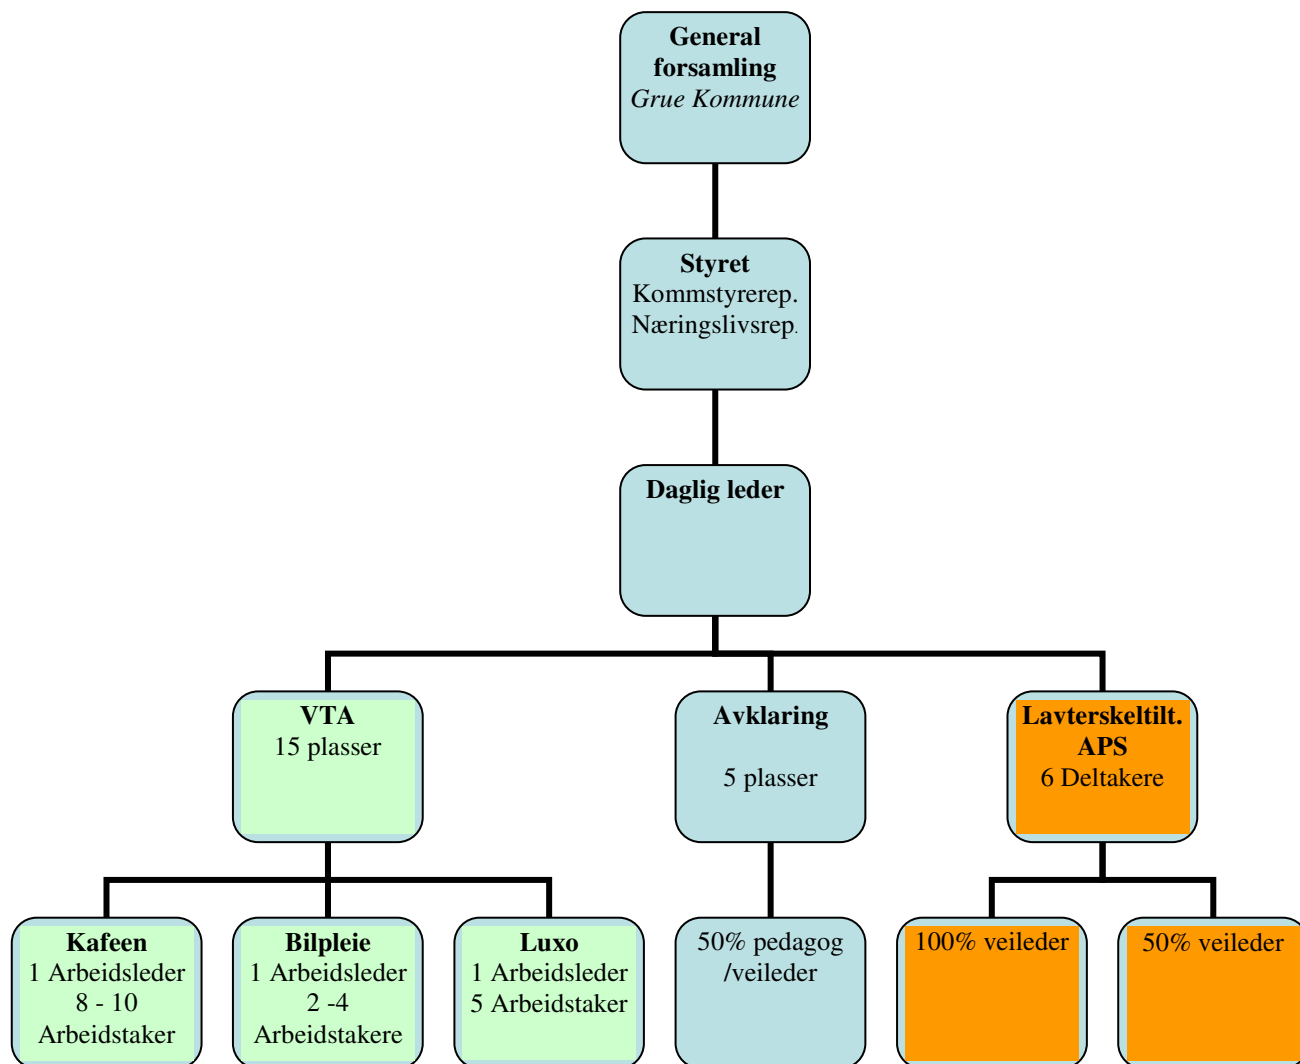 General
forsamling
Grue Kommune
Styret
Kommstyrerep.
Næringslivsrep.
Daglig leder
VTA
15 plasser
Avklaring
5 plasser
Lavterskeltilt.
APS
6 Deltakere
Kafeen
1 Arbeidsleder
8 - 10
Arbeidstaker
Bilpleie
1 Arbeidsleder
2 -4
Arbeidstakere
Luxo
1 Arbeidsleder
5 Arbeidstaker
50% pedagog
/veileder
100% veileder
50% veileder